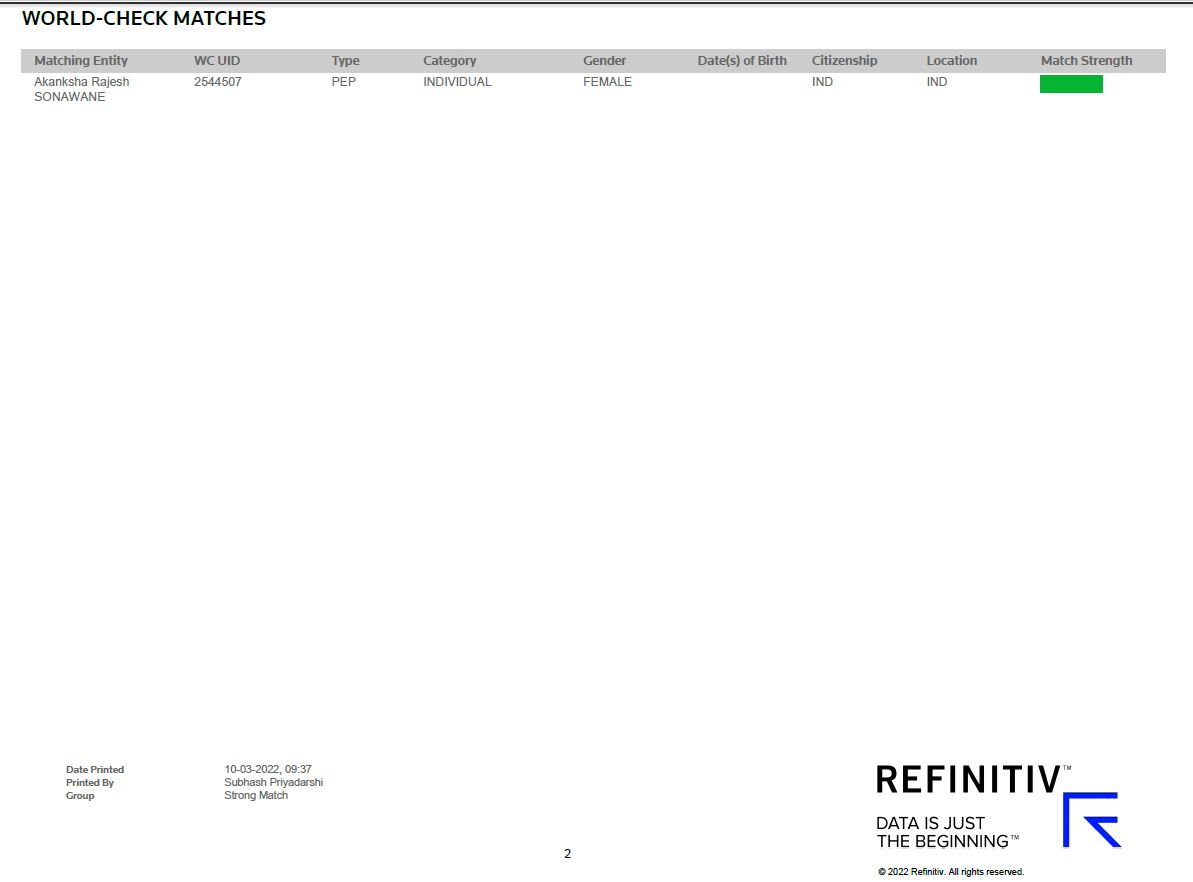 WORLD-CHECK MATCHES
Matching Entity WC UID Type Category Gender Date(s) of Birth Citizenship Location Match Strength
Akanksha Rajesh 2544507 PEP INDIVIDUAL FEMALE IND IND
SONAWANE
Date Printed 10-03-2022, 09:37
Printed By Subhash Priyadarshi
Group Strong Match
REFINITIV™
DATA IS JUST
THE BEGINNING™
2
© 2022 Refinitiv. All rights reserved.